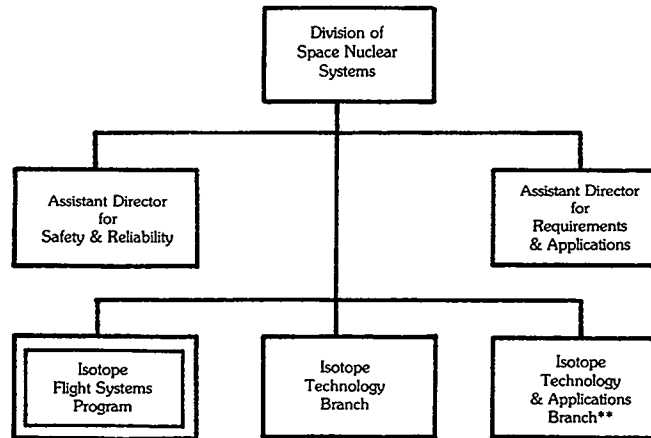 Division of
Space Nuclear
Systems
Assistant Director
for
Safety & Reliability
Assistant Director
for
Requirements
& Applications
Isotope
Flight Systems
Program
Isotope
Technology
Branch
Isotope
Technology
& Applications
Branch**